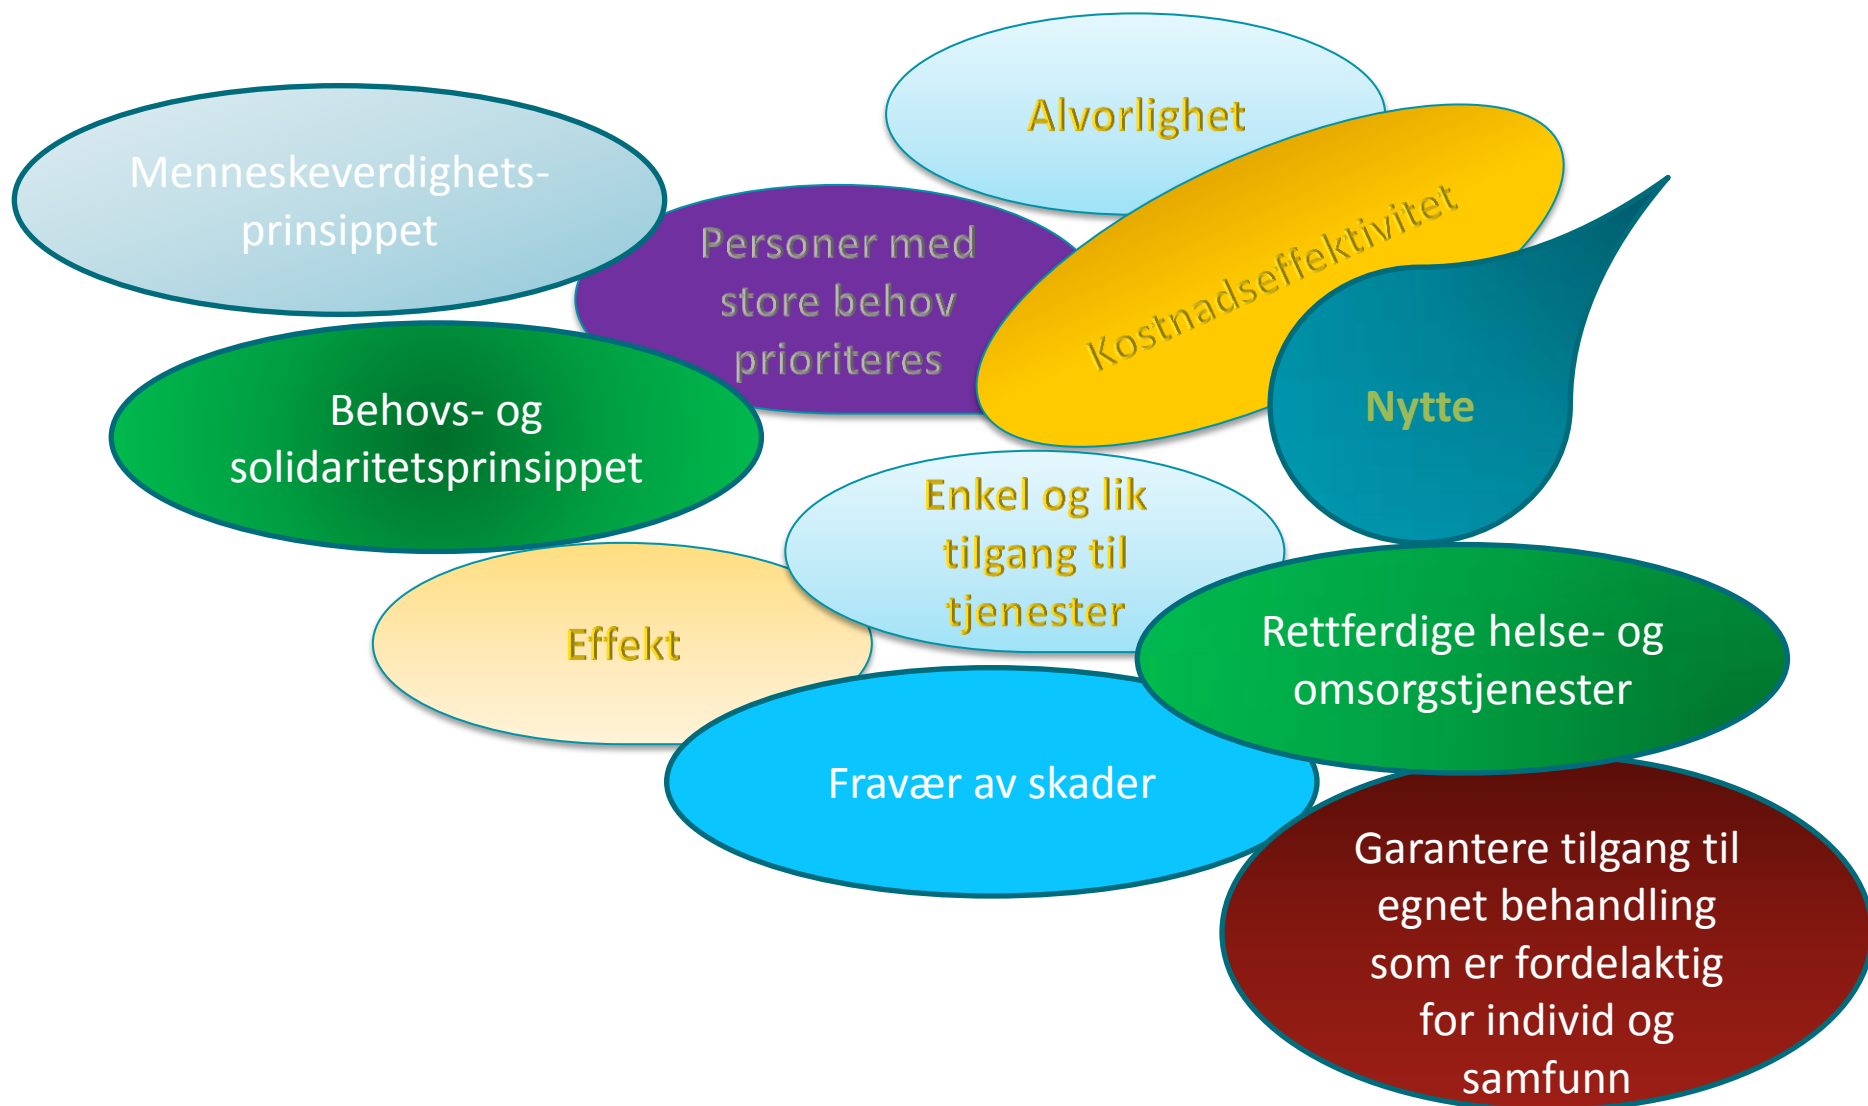 Alvorlighet
Menneskeverdighets-
prinsippet
Personer med
store behov
prioriteres
Kostnadseffektivitet
Nytte
Behovs- og
solidaritetsprinsippet
Enkel og lik
tilgang til
tjenester
Effekt
Rettferdige helse- og
omsorgstjenester
Fravær av skader
Garantere tilgang til
egnet behandling
som er fordelaktig
for individ og
samfunn